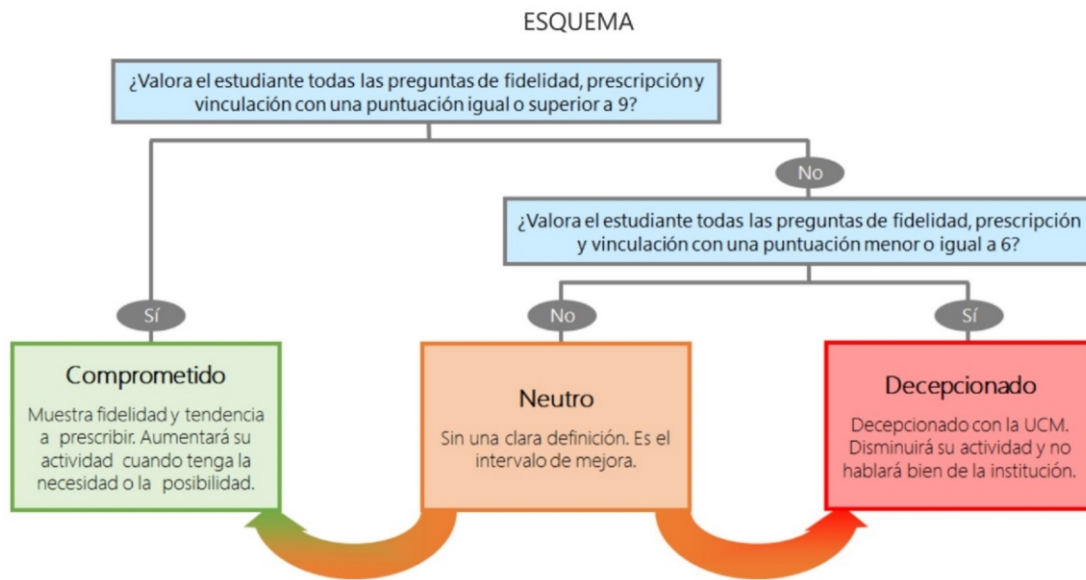 ESQUEMA
¿Valora el estudiante todas las preguntas de fidelidad, prescripción y
vinculación con una puntuación igual o superior a 9?
No
¿Valora el estudiante todas las preguntas de fidelidad, prescripción
y vinculación con una puntuación menor o igual a 6?
Sí
No
Sí
Comprometido
Muestra fidelidad y tendencia
a prescribir. Aumentará su
actividad cuando tenga la
necesidad o la posibilidad.
Neutro
Sin una clara definición. Es el
intervalo de mejora.
Decepcionado
Decepcionado con la UCM.
Disminuirá su actividad y no
hablará bien de la institución.